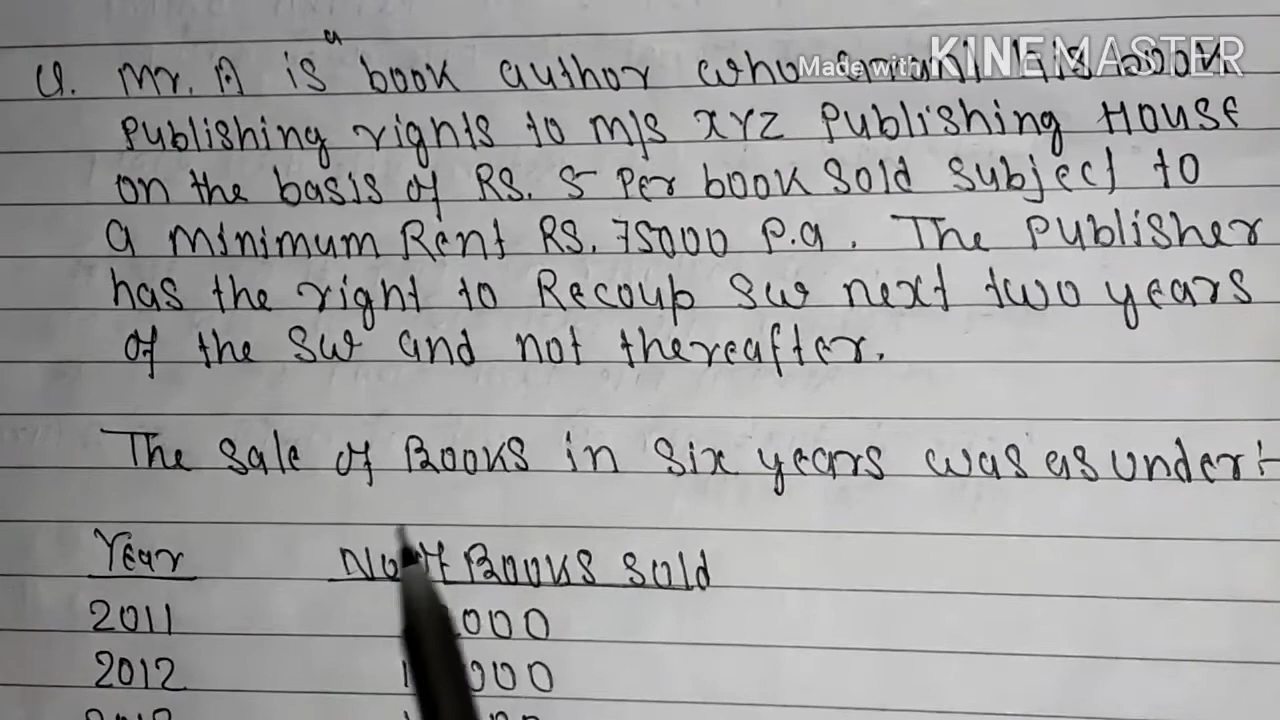 Q. Mr. A is a book author who his book
Made with KINEMASTER
Publishing rights to M/s XYZ Publishing House
on the basis of RS. 5 Per book sold subject to
a minimum Rent RS. 75000 P.a. The Publisher
has the right to Recoup SW next two years
of the SW and not thereafter.
The sale of Books in six years was as under:-
Year No of Books Sold
2011 000
2012 1 000